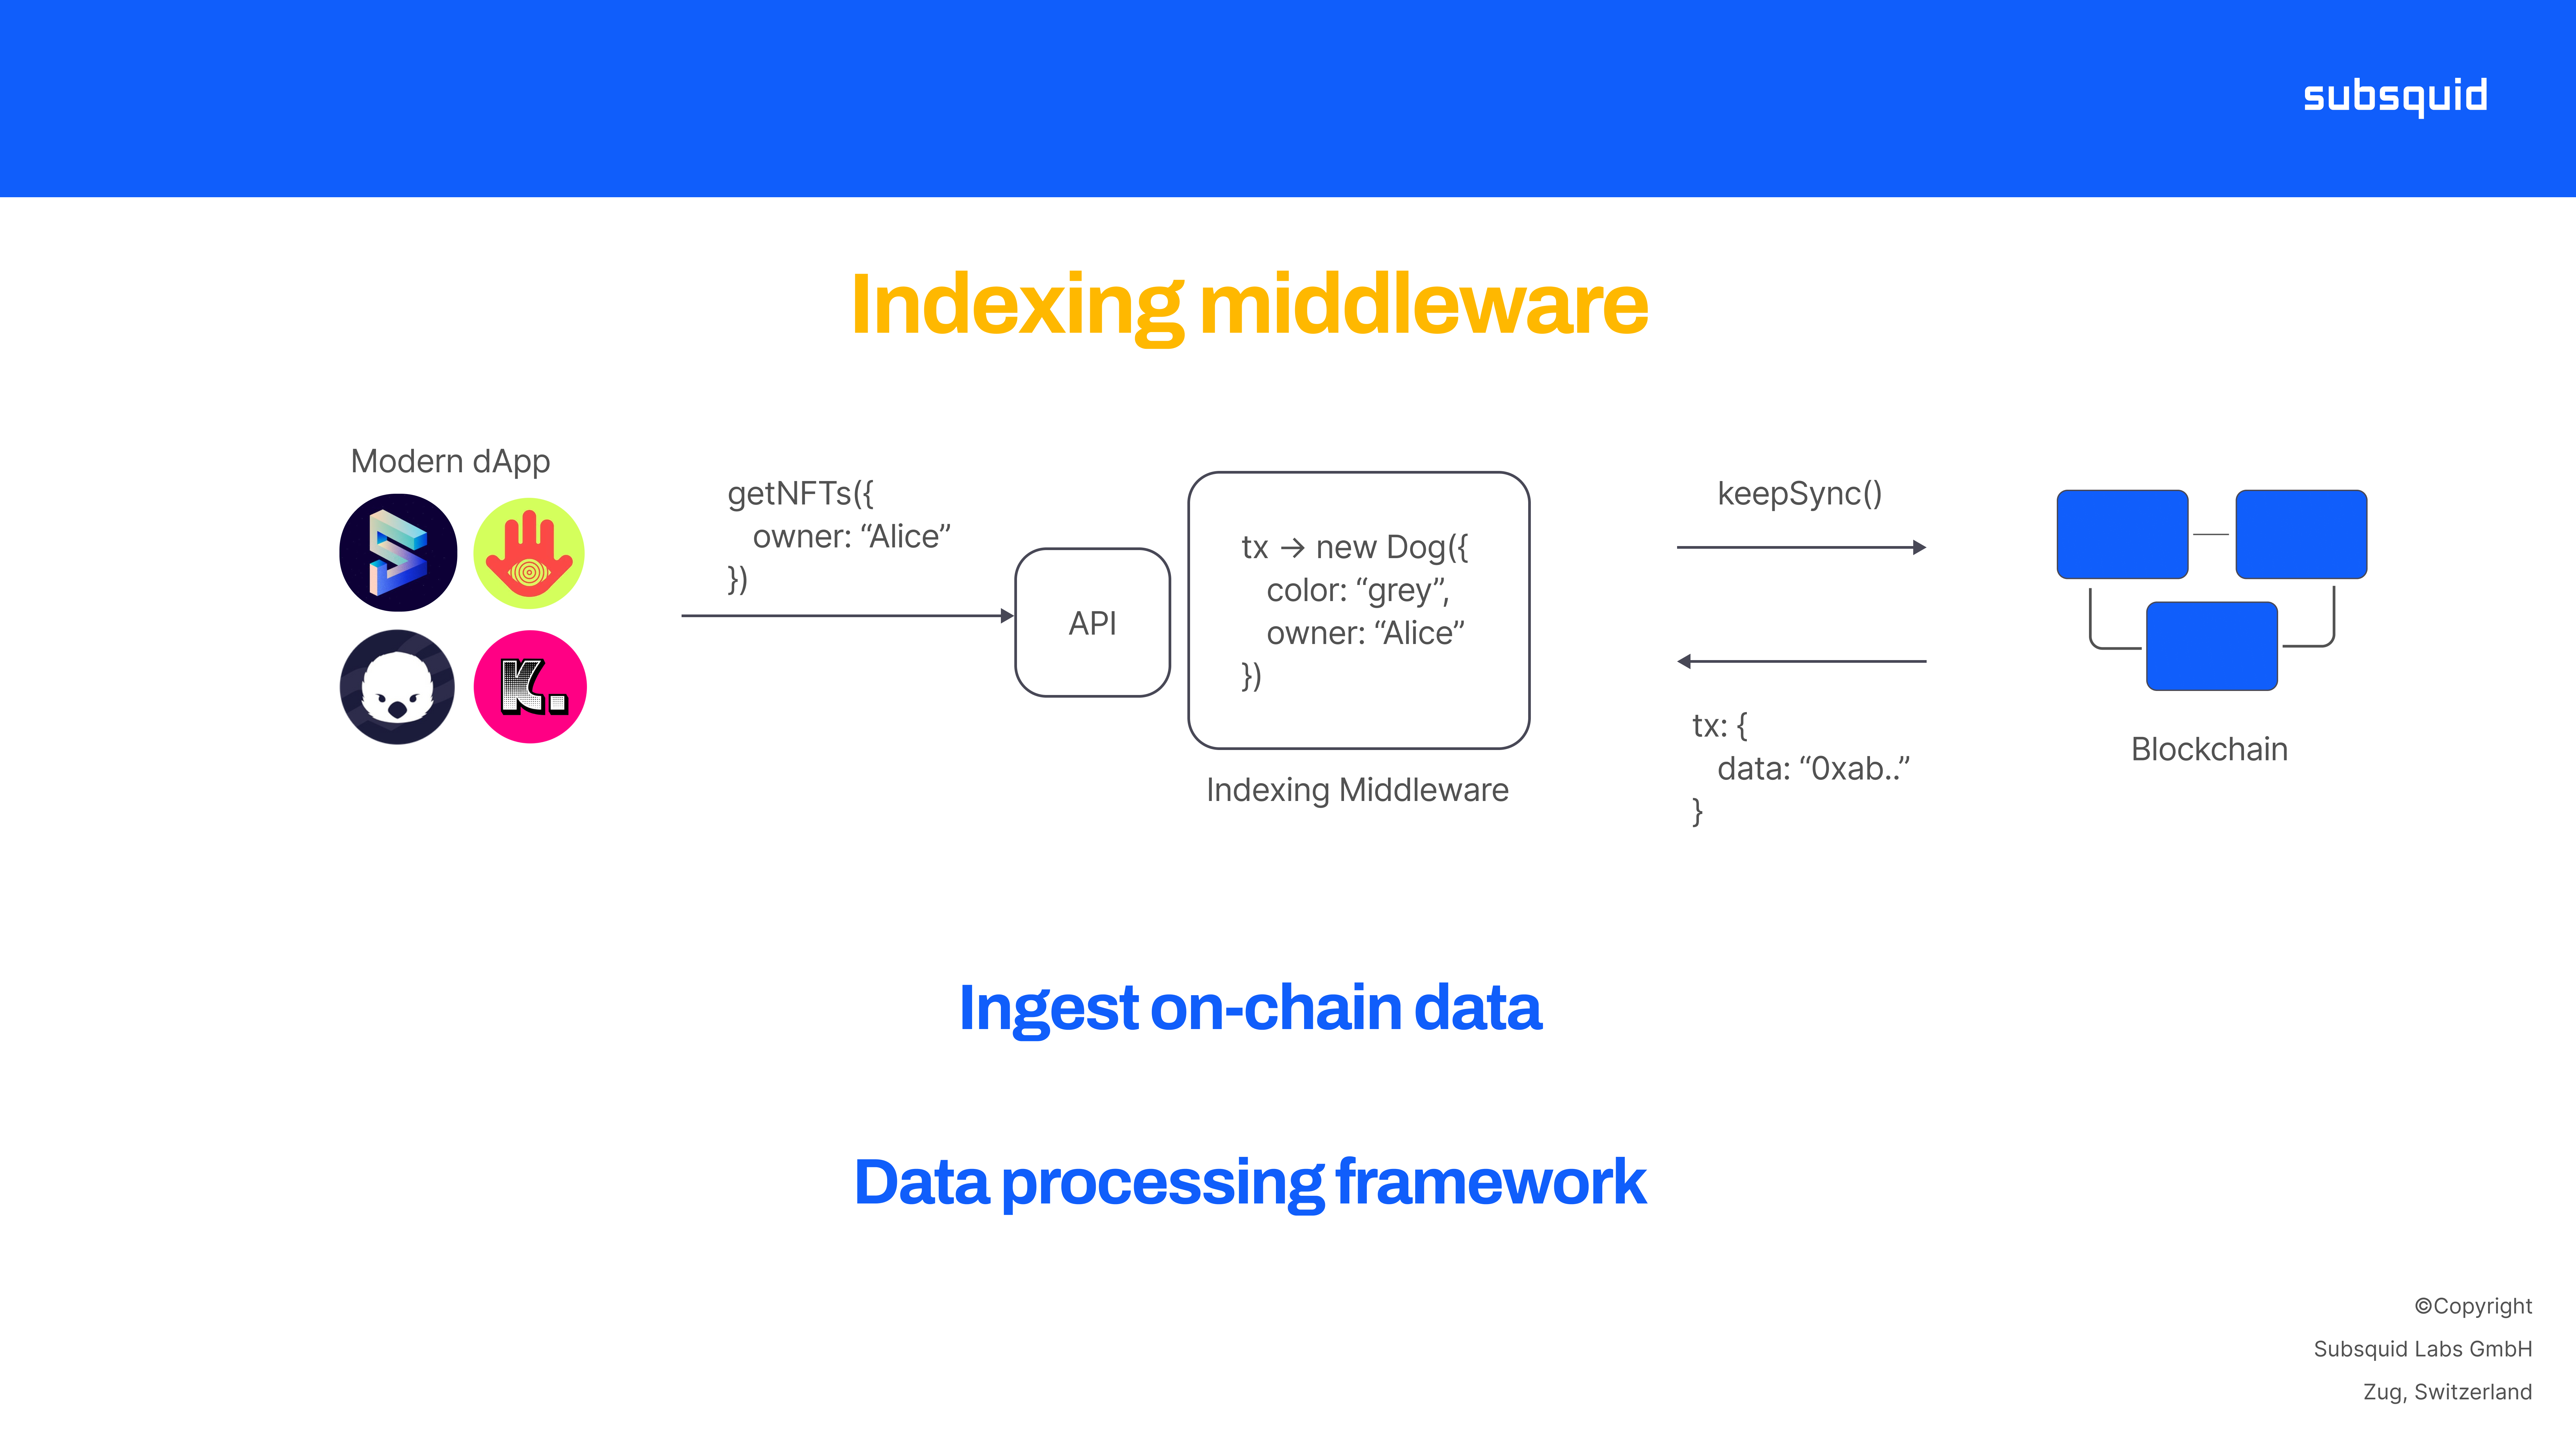 subsquid
Indexing middleware
Modern dApp
K.
getNFTs({
owner: “Alice”
})
API
tx → new Dog({
color: “grey”,
owner: “Alice”
})
Indexing Middleware
keepSync()
tx: {
data: “0xab..”
}
Blockchain
Ingest on-chain data
Data processing framework
©Copyright
Subsquid Labs GmbH
Zug, Switzerland